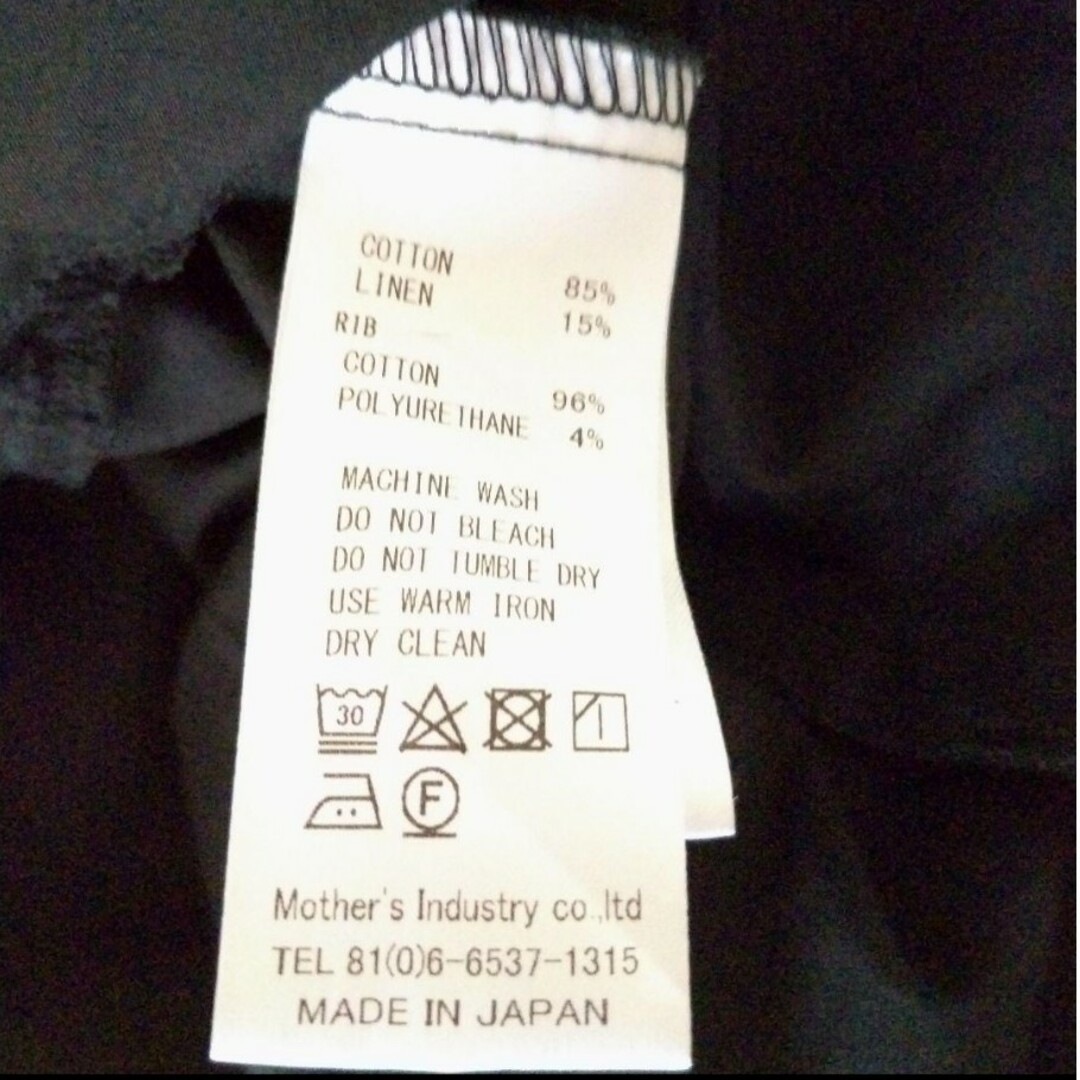 COTTON 85%
LINEN 15%
RIB
COTTON 96%
POLYURETHANE 4%
MACHINE WASH
DO NOT BLEACH
DO NOT TUMBLE DRY
USE WARM IRON
DRY CLEAN
30
F
Mother's Industry co.,ltd
TEL 81(0)6-6537-1315
MADE IN JAPAN